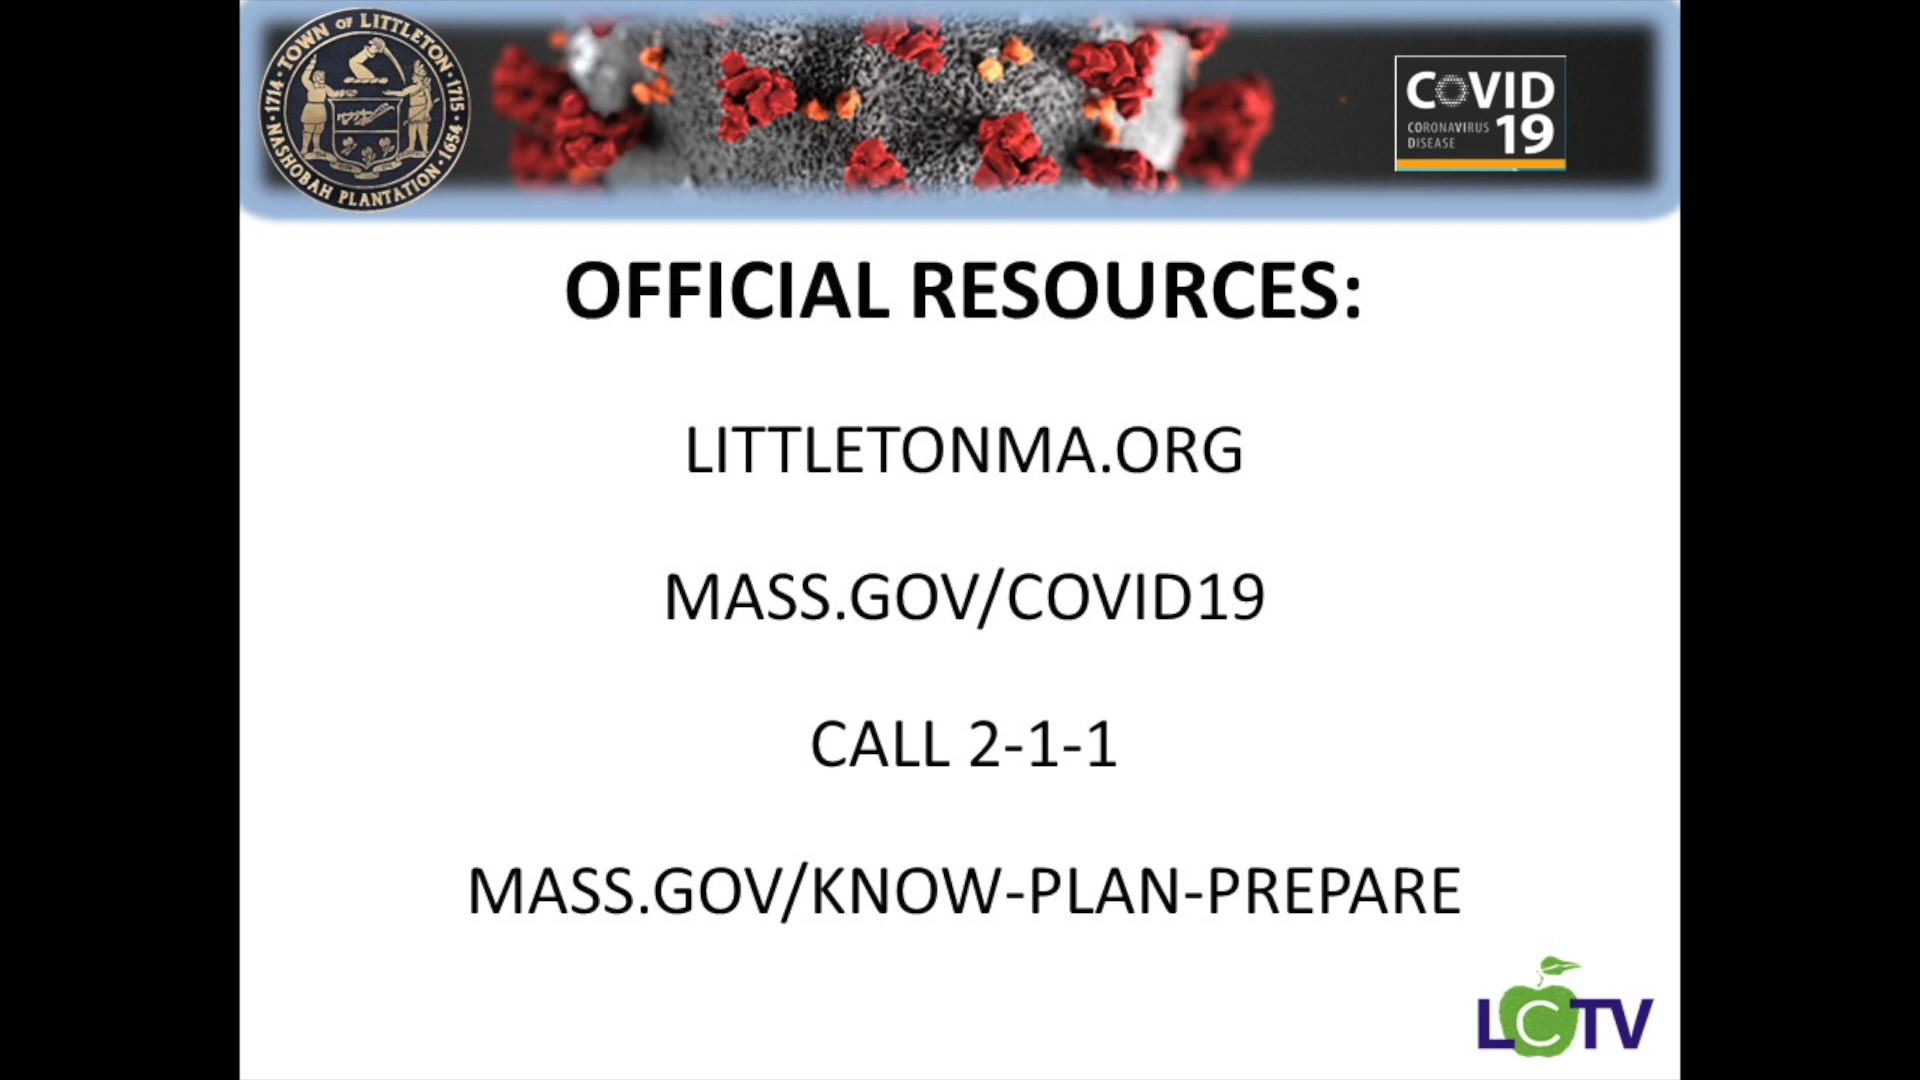 TOWN OF LITTLETON · 1715
1714 · NASHOBAH PLANTATION · 1654
COVID
CORONAVIRUS
DISEASE
19
OFFICIAL RESOURCES:
LITTLETONMA.ORG
MASS.GOV/COVID19
CALL 2-1-1
MASS.GOV/KNOW-PLAN-PREPARE
LCTV